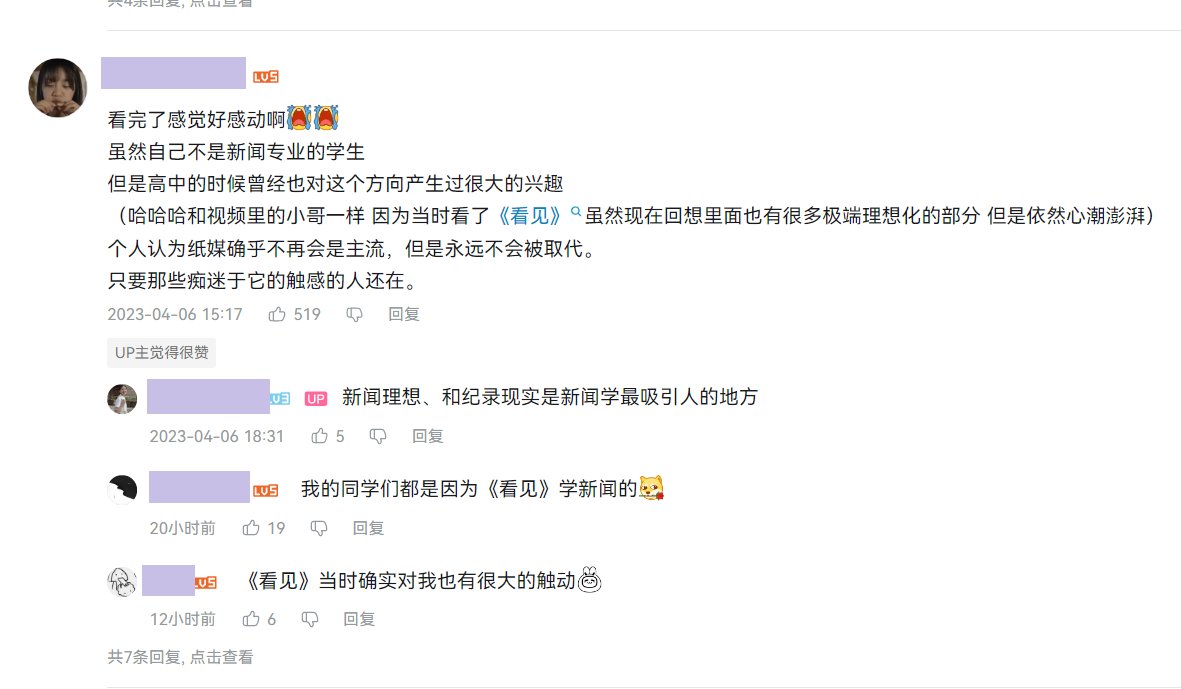 共4条回复, 点击查看
LV5
看完了感觉好感动啊
虽然自己不是新闻专业的学生
但是高中的时候曾经也对这个方向产生过很大的兴趣
（哈哈哈和视频里的小哥一样 因为当时看了《看见》虽然现在回想里面也有很多极端理想化的部分 但是依然心潮澎湃）
个人认为纸媒确乎不再会是主流，但是永远不会被取代。
只要那些痴迷于它的触感的人还在。
2023-04-06 15:17 519 回复
UP主觉得很赞
LV3 UP 新闻理想、和纪录现实是新闻学最吸引人的地方
2023-04-06 18:31 5 回复
LV5 我的同学们都是因为《看见》学新闻的
20小时前 19 回复
LV5 《看见》当时确实对我也有很大的触动
12小时前 6 回复
共7条回复, 点击查看